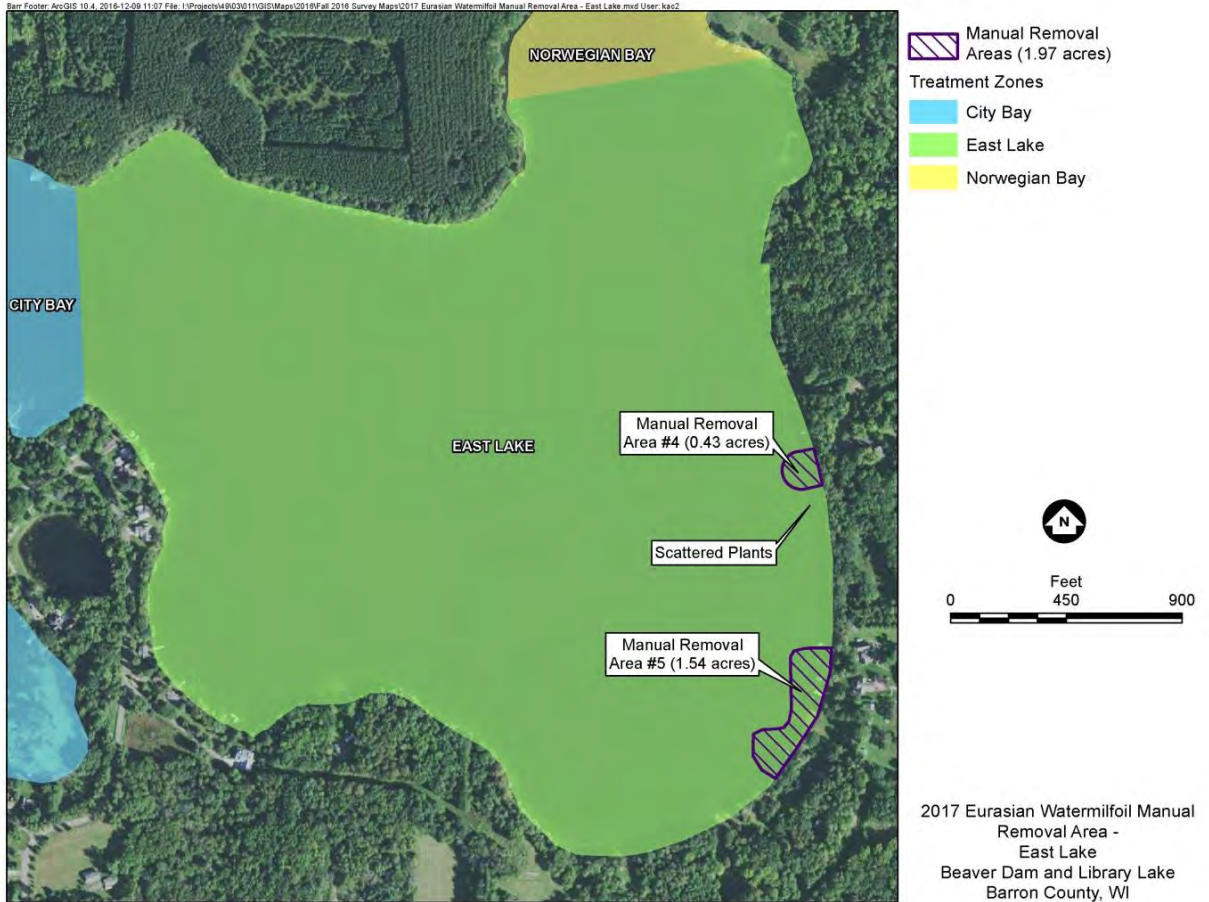 Barr Footer: ArcGIS 10.4, 2016-12-09 11:07 File: I:\Projects\49\03\011\GIS\Maps\2016\Fall 2016 Survey Maps\2017 Eurasian Watermilfoil Manual Removal Area - East Lake.mxd User: kac2
NORWEGIAN BAY
CITY BAY
EAST LAKE
Manual Removal
Area #4 (0.43 acres)
Scattered Plants
Manual Removal
Area #5 (1.54 acres)
Manual Removal
Areas (1.97 acres)
Treatment Zones
City Bay
East Lake
Norwegian Bay
N
Feet
0 450 900
2017 Eurasian Watermilfoil Manual
Removal Area -
East Lake
Beaver Dam and Library Lake
Barron County, WI